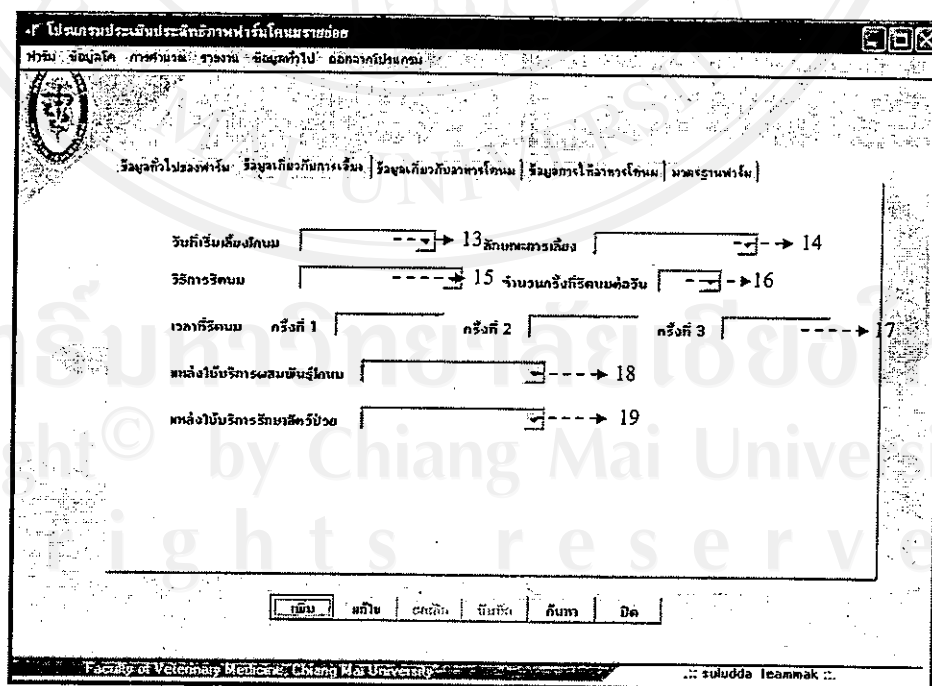 โปรแกรมประเมินประสิทธิภาพฟาร์มโคนมรายย่อย
ฟาร์ม ข้อมูลโค การคำนวณ รายงาน ข้อมูลทั่วไป ออกจากโปรแกรม
ข้อมูลทั่วไปของฟาร์ม ข้อมูลเกี่ยวกับการเลี้ยง ข้อมูลเกี่ยวกับอาหารโคนม ข้อมูลการให้อาหารโคนม มาตรฐานฟาร์ม
วันที่เริ่มเลี้ยงโคนม 13 ลักษณะการเลี้ยง 14
วิธีการรีดนม 15 จำนวนครั้งที่รีดนมต่อวัน 16
เวลาที่รีดนม ครั้งที่ 1 ครั้งที่ 2 ครั้งที่ 3 17
แหล่งใช้บริการผสมพันธุ์โคนม 18
แหล่งใช้บริการรักษาสัตว์ป่วย 19
© by Chiang Mai Univers
rights reserve
เพิ่ม แก้ไข ยกเลิก บันทึก ค้นหา ปิด
Faculty of Veterinary Medicine, Chiang Mai University .:: suludda leammak ::.